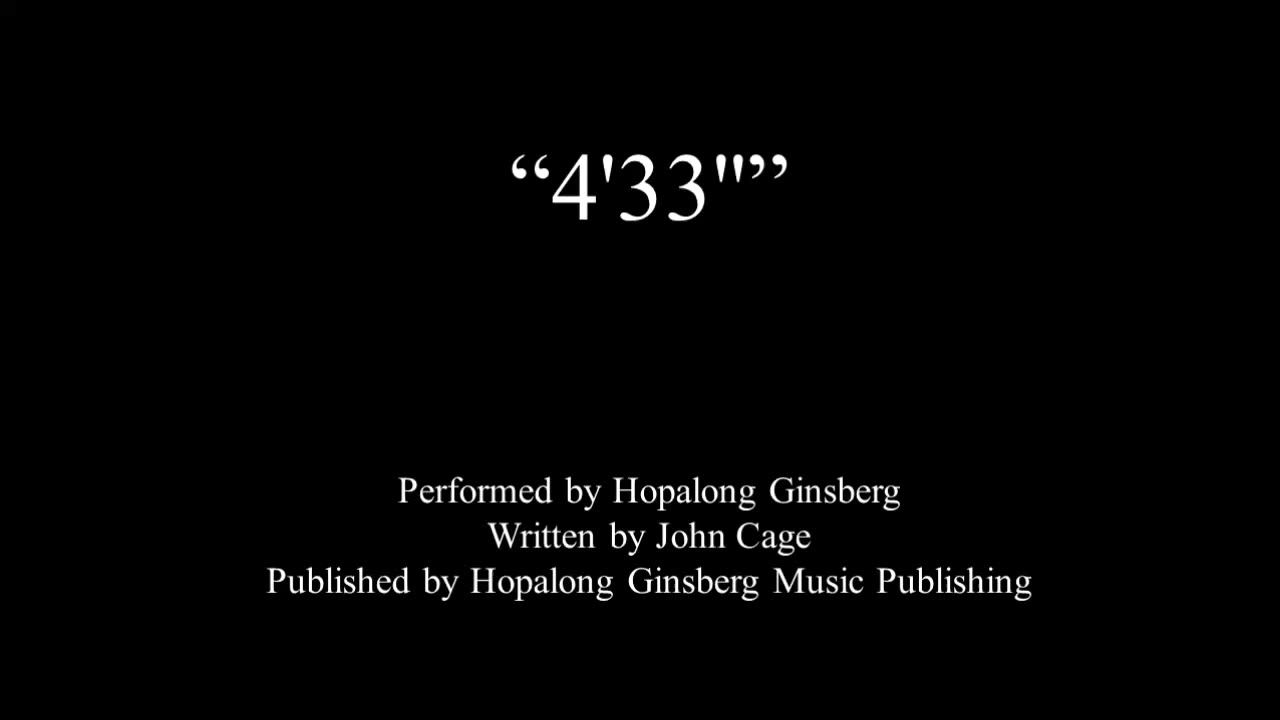 “4'33"”
Performed by Hopalong Ginsberg
Written by John Cage
Published by Hopalong Ginsberg Music Publishing